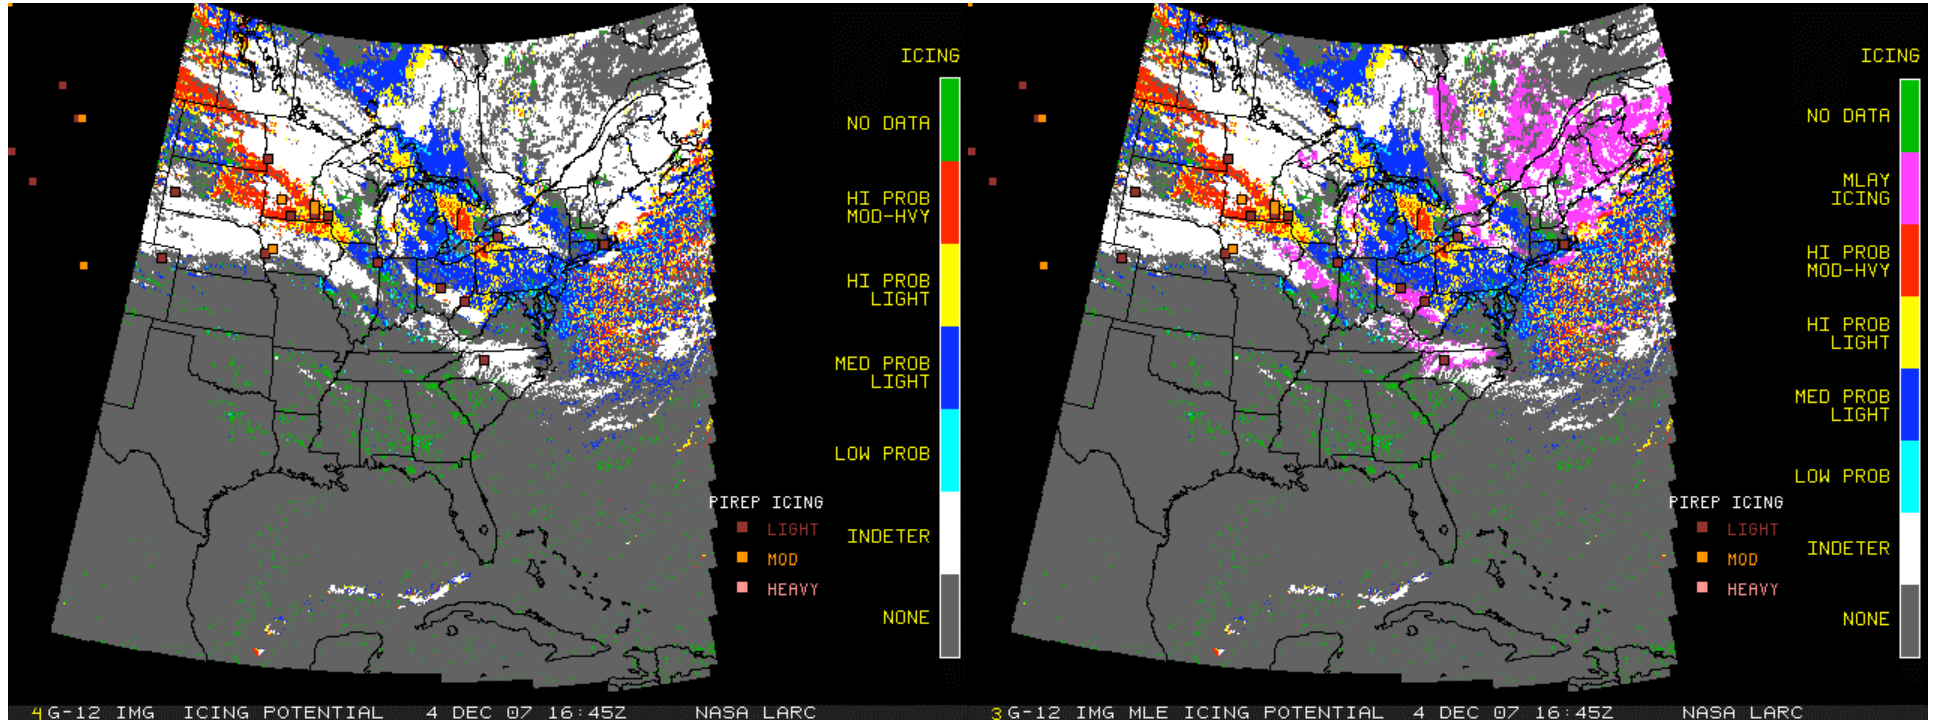 ICING
NO DATA
HI PROB
MOD-HVY
HI PROB
LIGHT
MED PROB
LIGHT
LOW PROB
INDETER
NONE
PIREP ICING
LIGHT
MOD
HEAVY
4 G-12 IMG ICING POTENTIAL 4 DEC 07 16:45Z NASA LARC
ICING
NO DATA
MLAY
ICING
HI PROB
MOD-HVY
HI PROB
LIGHT
MED PROB
LIGHT
LOW PROB
INDETER
NONE
PIREP ICING
LIGHT
MOD
HEAVY
3 G-12 IMG MLE ICING POTENTIAL 4 DEC 07 16:45Z NASA LARC